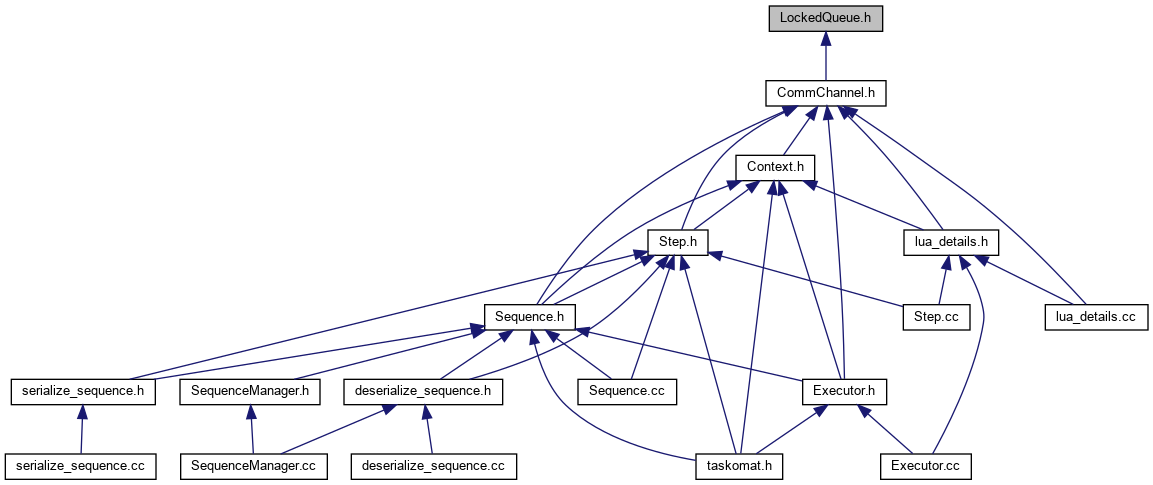 LockedQueue.h
CommChannel.h
Context.h
Step.h
lua_details.h
Sequence.h
Step.cc
lua_details.cc
serialize_sequence.h
SequenceManager.h
deserialize_sequence.h
Sequence.cc
Executor.h
serialize_sequence.cc
SequenceManager.cc
deserialize_sequence.cc
taskomat.h
Executor.cc